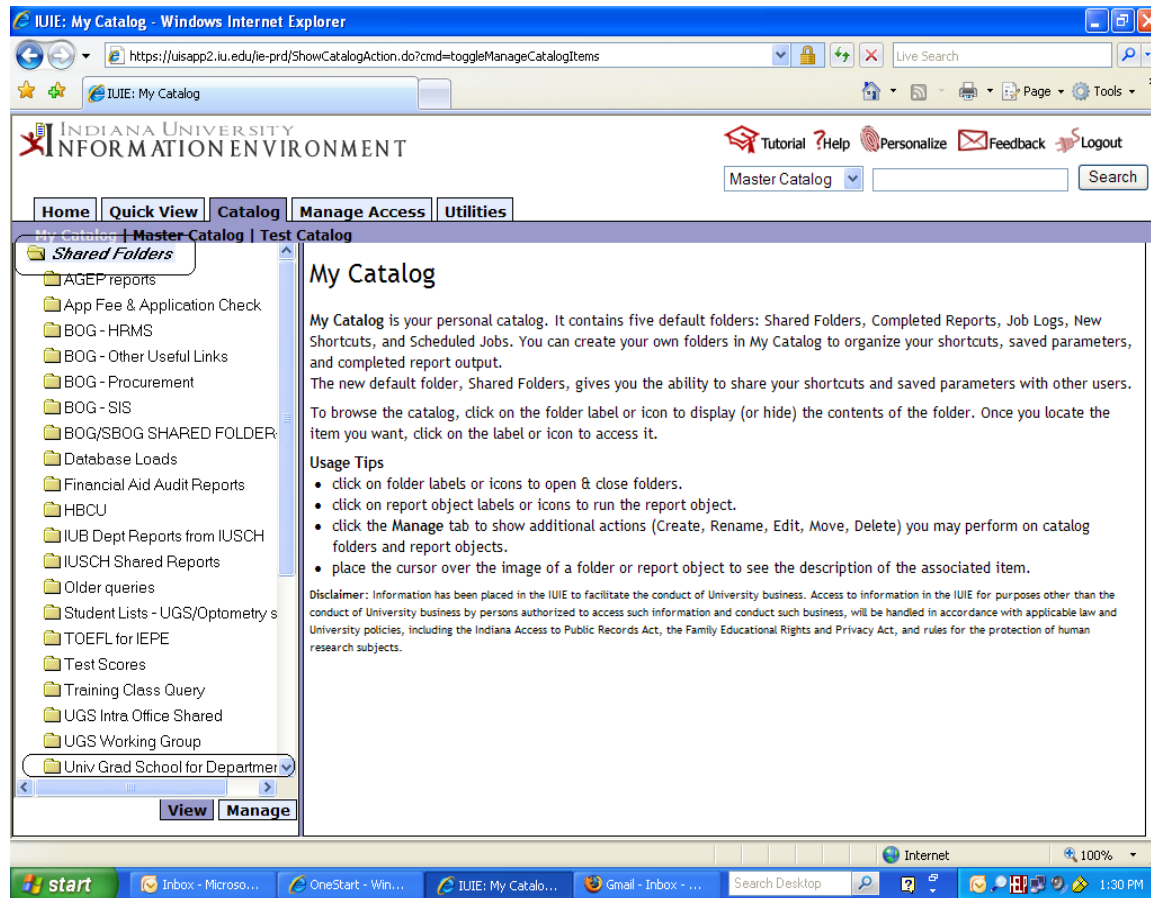 IUIE: My Catalog - Windows Internet Explorer
https://uisapp2.iu.edu/ie-prd/ShowCatalogAction.do?cmd=toggleManageCatalogItems
Live Search
IUIE: My Catalog
Page
Tools
INDIANA UNIVERSITY
INFORMATION ENVIRONMENT
Tutorial ?Help Personalize Feedback Logout
Master Catalog
Search
Home Quick View Catalog Manage Access Utilities
My Catalog | Master Catalog | Test Catalog
Shared Folders
AGEP reports
App Fee & Application Check
BOG - HRMS
BOG - Other Useful Links
BOG - Procurement
BOG - SIS
BOG/SBOG SHARED FOLDER
Database Loads
Financial Aid Audit Reports
HBCU
IUB Dept Reports from IUSCH
IUSCH Shared Reports
Older queries
Student Lists - UGS/Optometry s
TOEFL for IEPE
Test Scores
Training Class Query
UGS Intra Office Shared
UGS Working Group
Univ Grad School for Departmer
View Manage
My Catalog
My Catalog is your personal catalog. It contains five default folders: Shared Folders, Completed Reports, Job Logs, New
Shortcuts, and Scheduled Jobs. You can create your own folders in My Catalog to organize your shortcuts, saved parameters,
and completed report output.
The new default folder, Shared Folders, gives you the ability to share your shortcuts and saved parameters with other users.
To browse the catalog, click on the folder label or icon to display (or hide) the contents of the folder. Once you locate the
item you want, click on the label or icon to access it.
Usage Tips
• click on folder labels or icons to open & close folders.
• click on report object labels or icons to run the report object.
• click the Manage tab to show additional actions (Create, Rename, Edit, Move, Delete) you may perform on catalog
folders and report objects.
• place the cursor over the image of a folder or report object to see the description of the associated item.
Disclaimer: Information has been placed in the IUIE to facilitate the conduct of University business. Access to information in the IUIE for purposes other than the
conduct of University business by persons authorized to access such information and conduct such business, will be handled in accordance with applicable law and
University policies, including the Indiana Access to Public Records Act, the Family Educational Rights and Privacy Act, and rules for the protection of human
research subjects.
Internet
100%
start
Inbox - Microso...
OneStart - Win...
IUIE: My Catalo...
Gmail - Inbox - ...
Search Desktop
1:30 PM